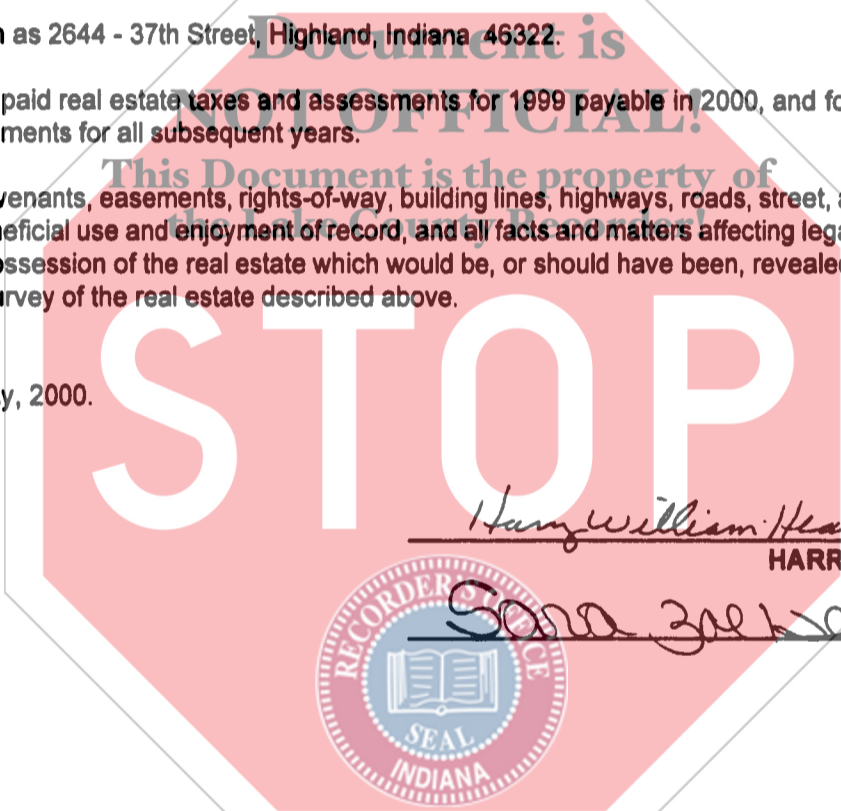 n as 2644 - 37th Street, Highland, Indiana 46322.
Document is
paid real estate taxes and assessments for 1999 payable in 2000, and fo
NOT OFFICIAL!
ments for all subsequent years.
This Document is the property of
venants, easements, rights-of-way, building lines, highways, roads, street, a
the Lake County Recorder!
eficial use and enjoyment of record, and all facts and matters affecting lega
ossession of the real estate which would be, or should have been, revealed
rvey of the real estate described above.
STOP
y, 2000.
Harry William Hea
HARR
RECORDER'S OFFICE
SEAL
INDIANA